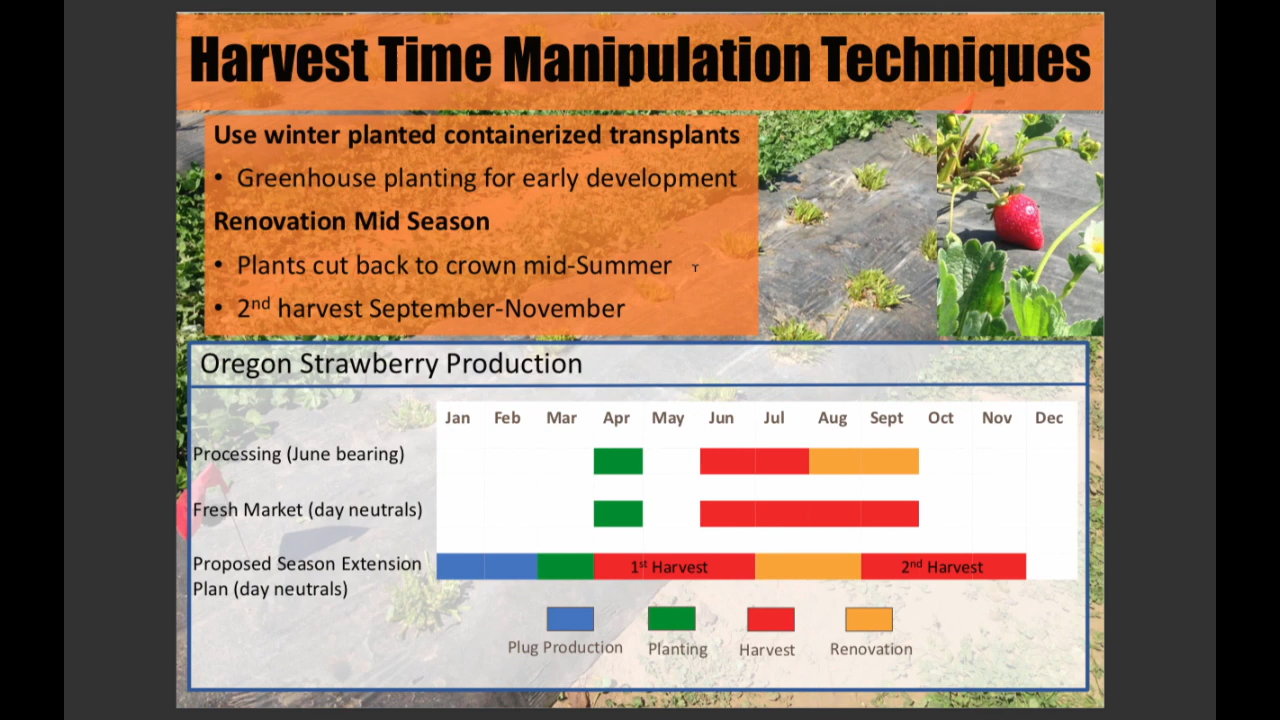 Harvest Time Manipulation Techniques
Use winter planted containerized transplants
• Greenhouse planting for early development
Renovation Mid Season
• Plants cut back to crown mid-Summer
• 2nd harvest September-November
Oregon Strawberry Production
Jan Feb Mar Apr May Jun Jul Aug Sept Oct Nov Dec
Processing (June bearing)
Fresh Market (day neutrals)
Proposed Season Extension
Plan (day neutrals)
1st Harvest
2nd Harvest
Plug Production Planting Harvest Renovation